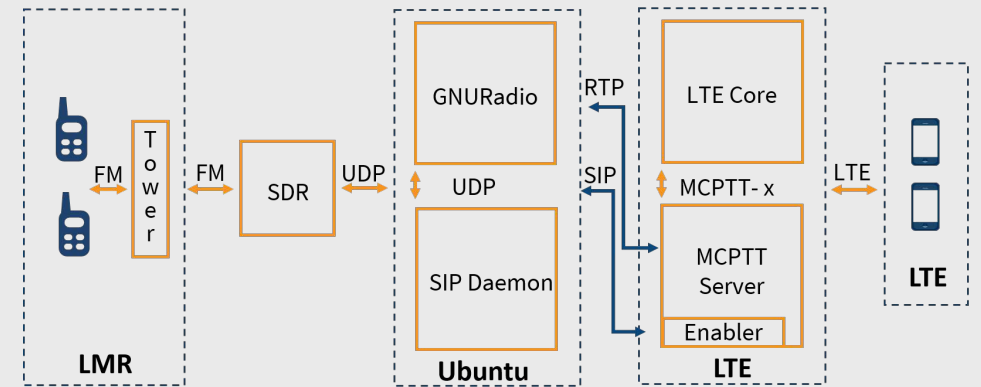 FM
T
o
w
e
r
LMR
FM
SDR
UDP
GNURadio
UDP
SIP Daemon
Ubuntu
RTP
SIP
LTE Core
MCPTT- x
MCPTT
Server
Enabler
LTE
LTE
LTE